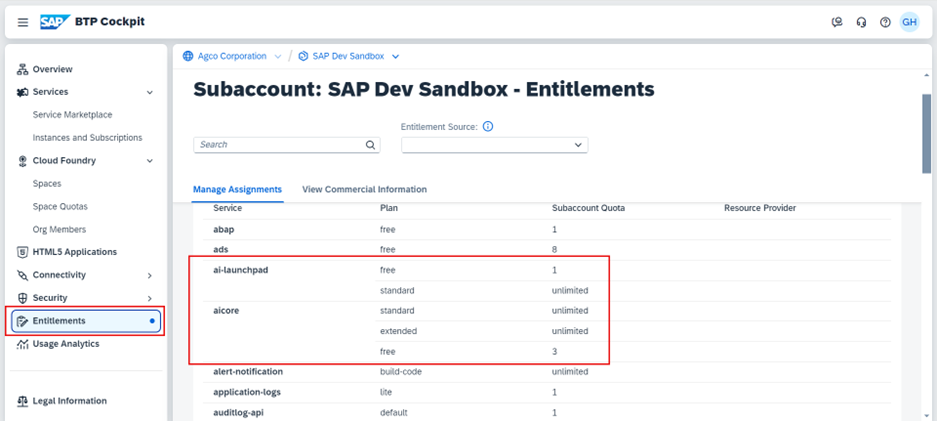 SAP BTP Cockpit
GH
Overview
Services
Service Marketplace
Instances and Subscriptions
Cloud Foundry
Spaces
Space Quotas
Org Members
HTML5 Applications
Connectivity
Security
Entitlements
Usage Analytics
Legal Information
Agco Corporation / SAP Dev Sandbox
Subaccount: SAP Dev Sandbox - Entitlements
Entitlement Source:
Search
Manage Assignments View Commercial Information
Service Plan Subaccount Quota Resource Provider
abap free 1
ads free 8
ai-launchpad free 1
standard unlimited
aicore standard unlimited
extended unlimited
free 3
alert-notification build-code unlimited
application-logs lite 1
auditlog-api default 1